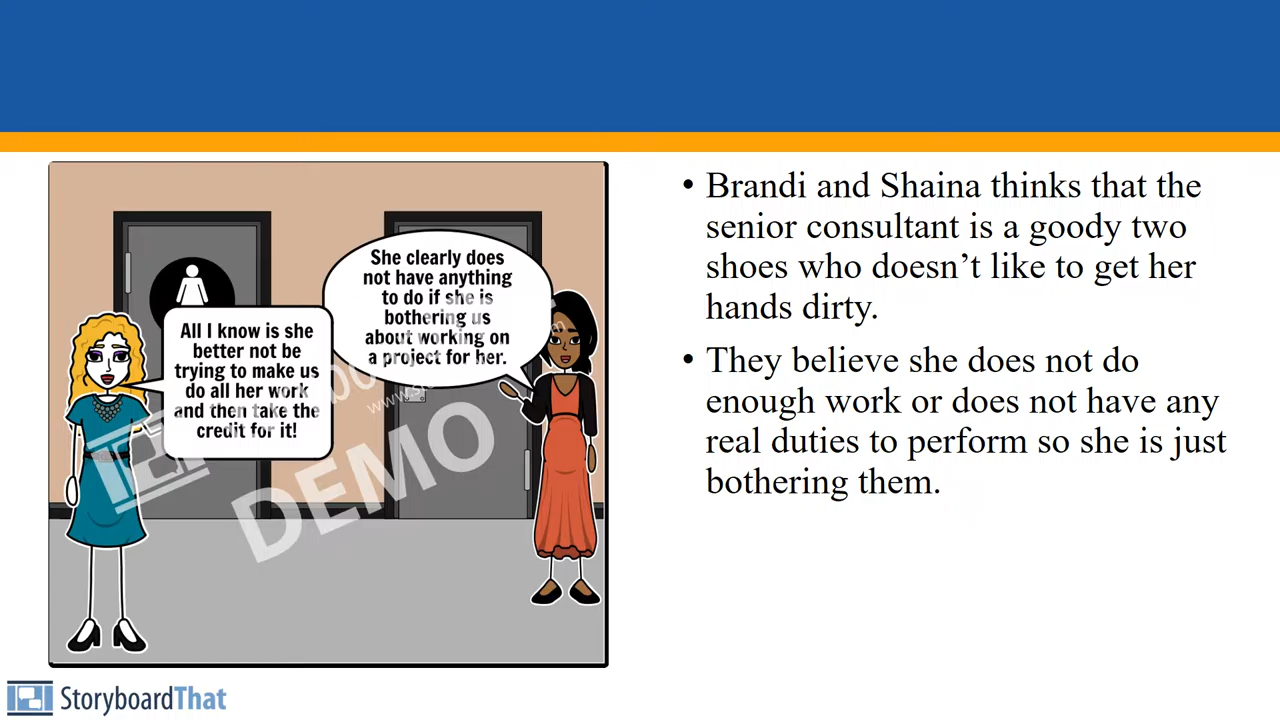 She clearly does
not have anything
to do if she is
bothering us
about working on
a project for her.
All I know is she
better not be
trying to make us
do all her work
and then take the
credit for it!
DEMO
• Brandi and Shaina thinks that the
senior consultant is a goody two
shoes who doesn’t like to get her
hands dirty.
• They believe she does not do
enough work or does not have any
real duties to perform so she is just
bothering them.
StoryboardThat